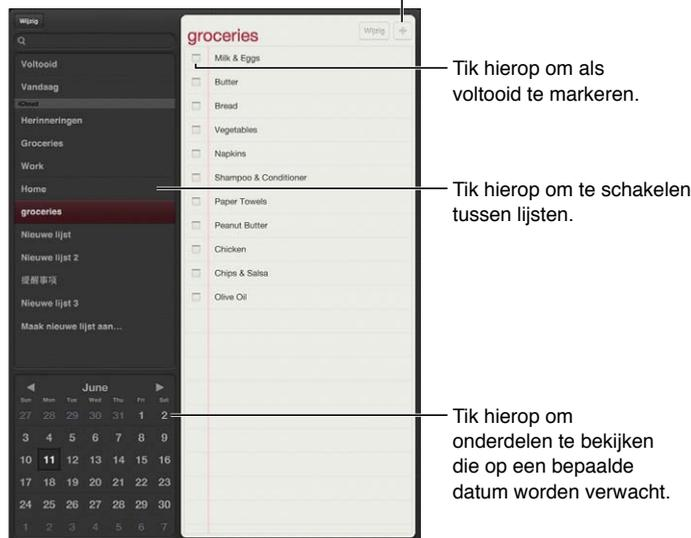 Wijzig
Voltooid
Vandaag
iCloud
Herinneringen
Groceries
Work
Home
groceries
Nieuwe lijst
Nieuwe lijst 2
提醒事项
Nieuwe lijst 3
Maak nieuwe lijst aan...
June
Sun Mon Tue Wed Thu Fri Sat
27 28 29 30 31 1 2
3 4 5 6 7 8 9
10 11 12 13 14 15 16
17 18 19 20 21 22 23
24 25 26 27 28 29 30
1 2 3 4 5 6 7
groceries
Wijzig +
Milk & Eggs
Butter
Bread
Vegetables
Napkins
Shampoo & Conditioner
Paper Towels
Peanut Butter
Chicken
Chips & Salsa
Olive Oil
Tik hierop om als
voltooid te markeren.
Tik hierop om te schakelen
tussen lijsten.
Tik hierop om
onderdelen te bekijken
die op een bepaalde
datum worden verwacht.